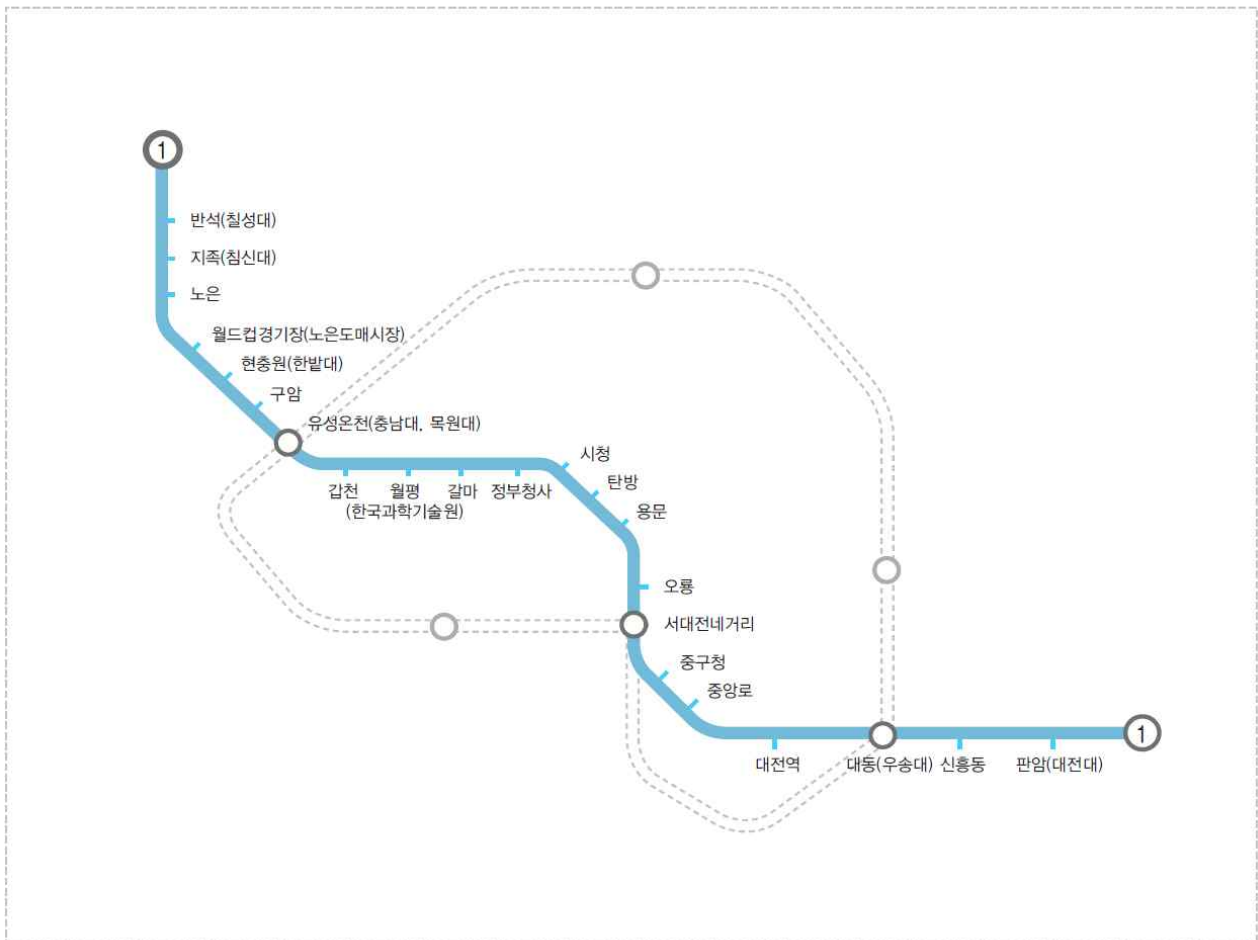 1
반석(칠성대)
지족(침신대)
노은
월드컵경기장(노은도매시장)
현충원(한밭대)
구암
유성온천(충남대, 목원대)
갑천 월평 갈마 정부청사
(한국과학기술원)
시청
탄방
용문
오룡
서대전네거리
중구청
중앙로
대전역 대동(우송대) 신흥동 판암(대전대)
1